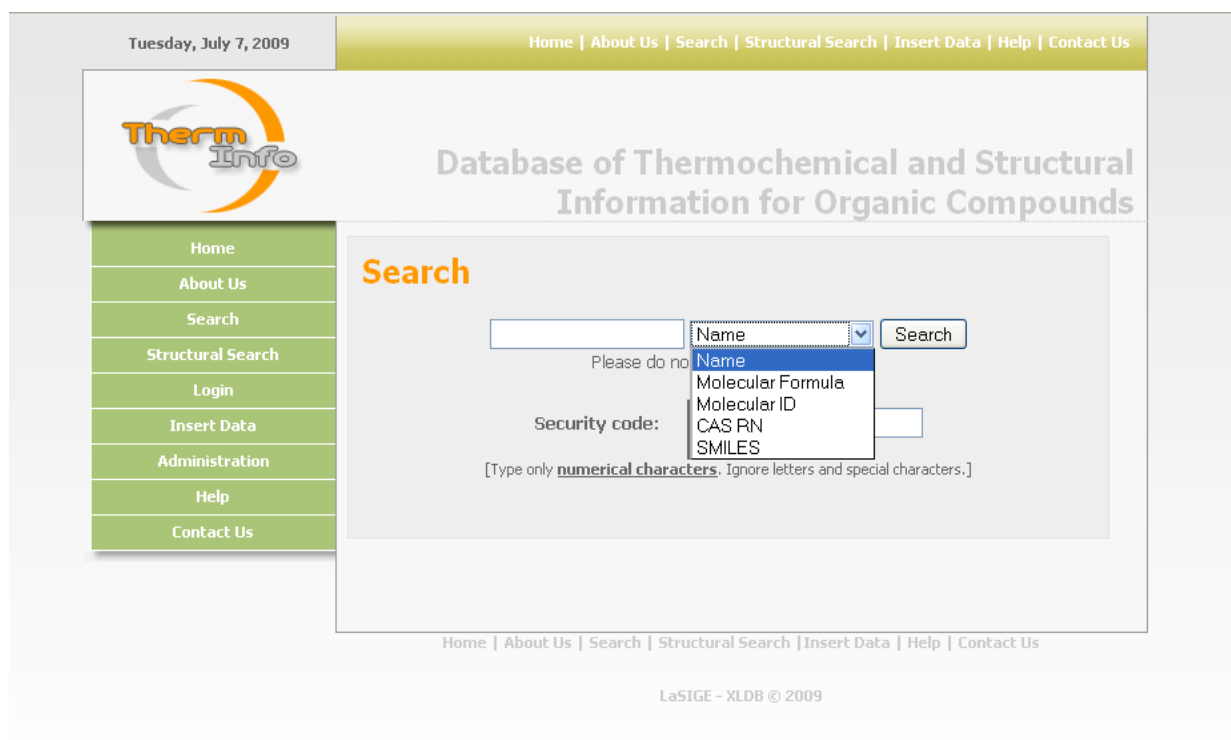 Tuesday, July 7, 2009
Home | About Us | Search | Structural Search | Insert Data | Help | Contact Us
Therm
Info
Database of Thermochemical and Structural
Information for Organic Compounds
Home
About Us
Search
Structural Search
Login
Insert Data
Administration
Help
Contact Us
Search
Name
Search
Please do
Name
Molecular Formula
Molecular ID
CAS RN
SMILES
Security code:
[Type only numerical characters. Ignore letters and special characters.]
Home | About Us | Search | Structural Search |Insert Data | Help | Contact Us
LaSIGE - XLDB © 2009